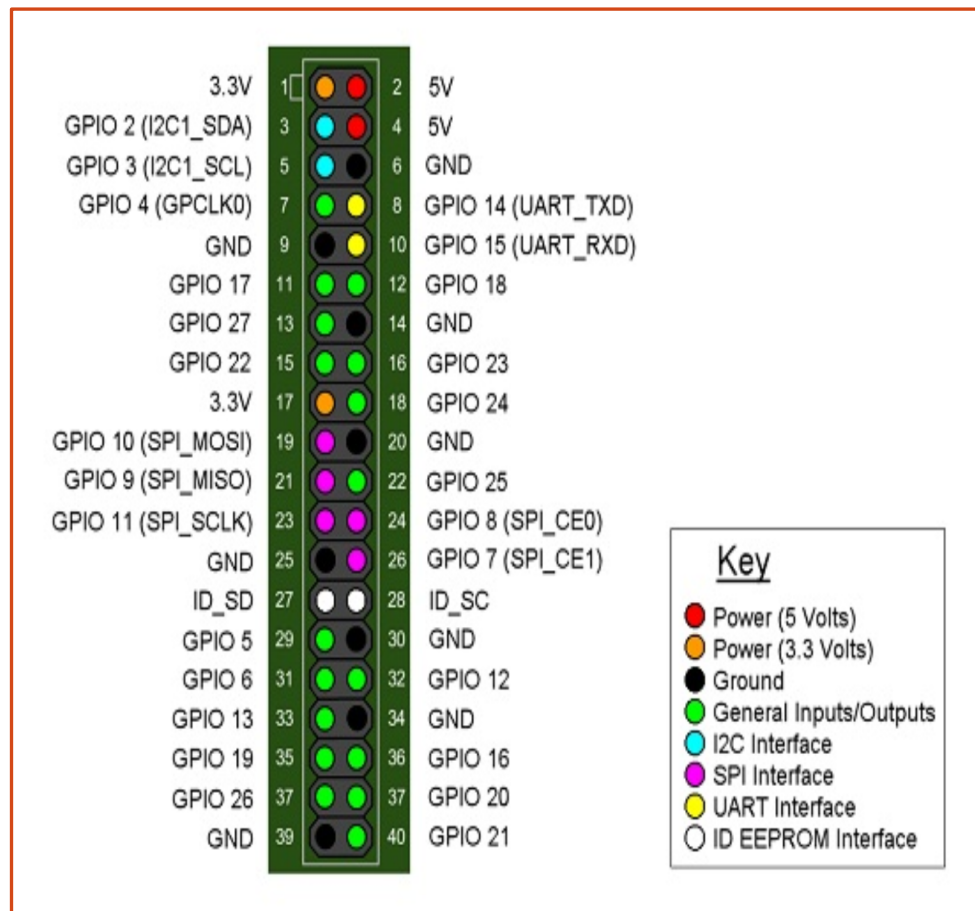 3.3V 1 2 5V
GPIO 2 (I2C1_SDA) 3 4 5V
GPIO 3 (I2C1_SCL) 5 6 GND
GPIO 4 (GPCLK0) 7 8 GPIO 14 (UART_TXD)
GND 9 10 GPIO 15 (UART_RXD)
GPIO 17 11 12 GPIO 18
GPIO 27 13 14 GND
GPIO 22 15 16 GPIO 23
3.3V 17 18 GPIO 24
GPIO 10 (SPI_MOSI) 19 20 GND
GPIO 9 (SPI_MISO) 21 22 GPIO 25
GPIO 11 (SPI_SCLK) 23 24 GPIO 8 (SPI_CE0)
GND 25 26 GPIO 7 (SPI_CE1)
ID_SD 27 28 ID_SC
GPIO 5 29 30 GND
GPIO 6 31 32 GPIO 12
GPIO 13 33 34 GND
GPIO 19 35 36 GPIO 16
GPIO 26 37 37 GPIO 20
GND 39 40 GPIO 21
Key
Power (5 Volts)
Power (3.3 Volts)
Ground
General Inputs/Outputs
I2C Interface
SPI Interface
UART Interface
ID EEPROM Interface